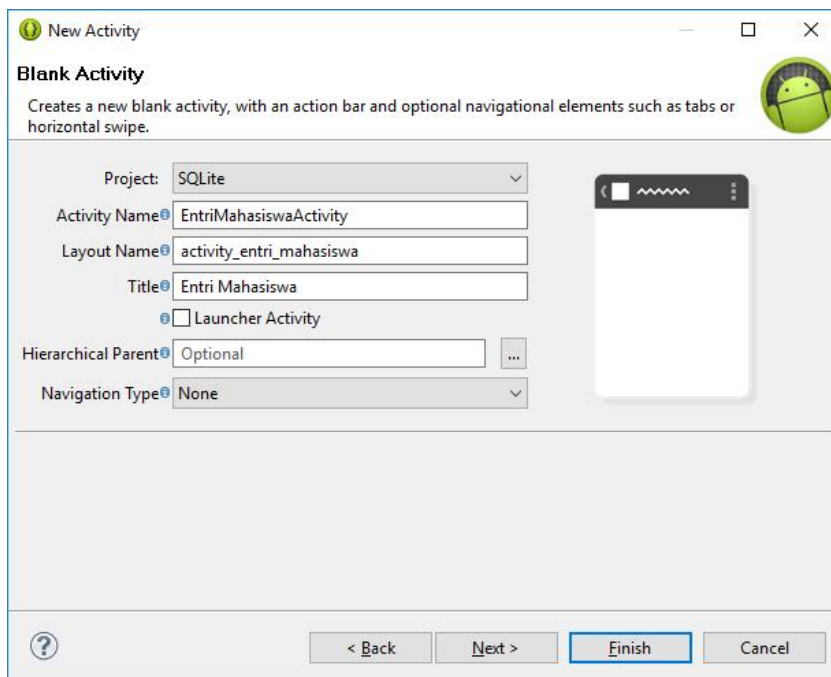 New Activity
Blank Activity
Creates a new blank activity, with an action bar and optional navigational elements such as tabs or
horizontal swipe.
Project: SQLite
Activity Name EntriMahasiswaActivity
Layout Name activity_entri_mahasiswa
Title Entri Mahasiswa
Launcher Activity
Hierarchical Parent Optional ...
Navigation Type None
? < Back Next > Finish Cancel